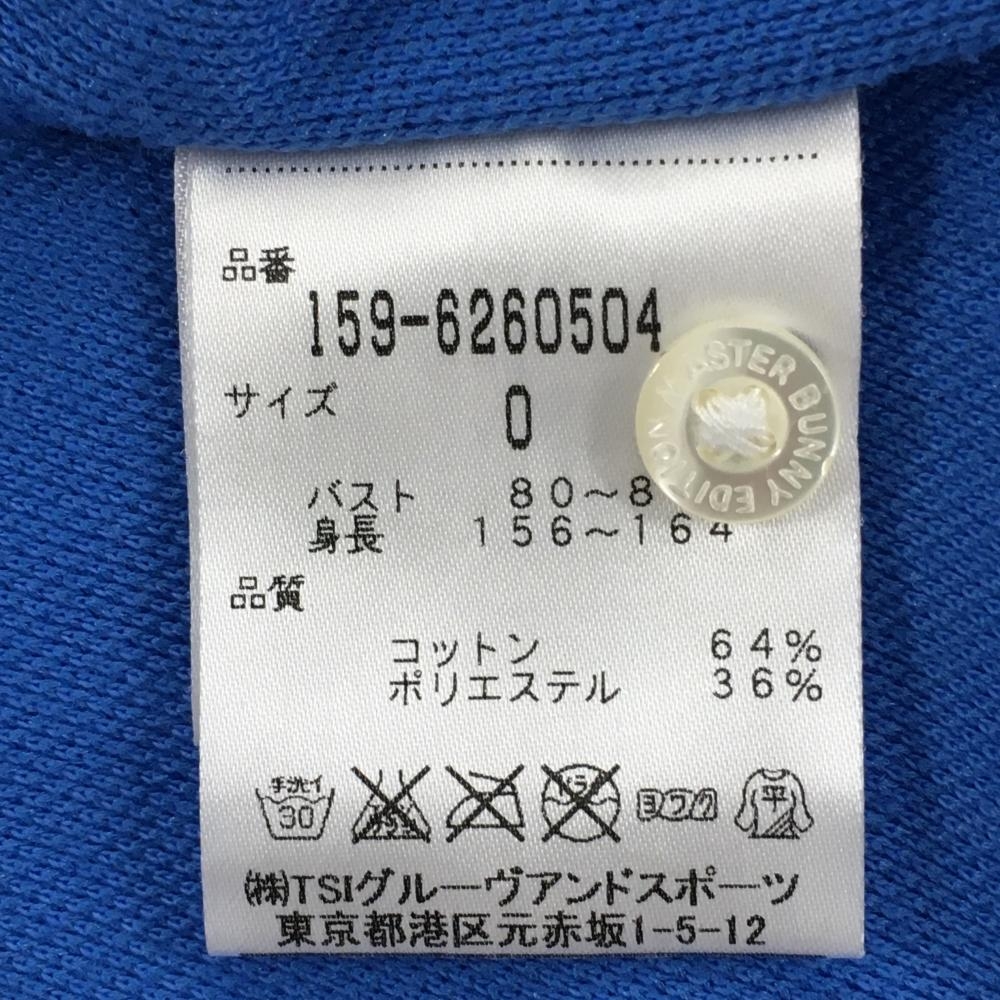 品番
159-6260504
サイズ 0
バスト 80～8
身長 156～164
品質
コットン 64%
ポリエステル 36%
手洗イ
30
ヨワク
平
㈱TSIグルーヴアンドスポーツ
東京都港区元赤坂1-5-12
MASTER BUNNY EDITION